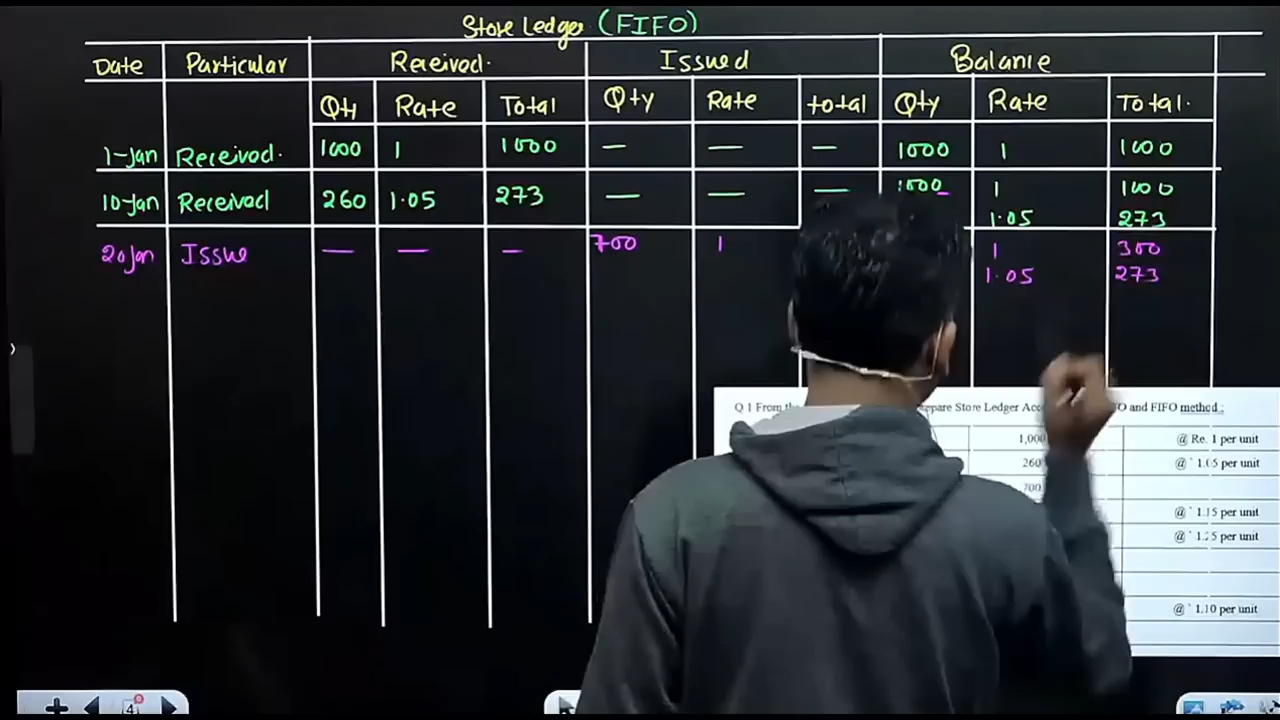 Store Ledger (FIFO)
Date Particular Received. Issued Balance
Qty Rate Total Qty Rate total Qty Rate Total.
1-Jan Received. 1000 1 1000 — — — 1000 1 1000
10-Jan Received 260 1.05 273 — — — 1000 1 1000
1.05 273
20 Jan Issue — — — 700 1 1 300
1.05 273
Q 1 From the Store Ledger and FIFO method :
1,000 @ Re. 1 per unit
260 @ ` 1.05 per unit
700
@ ` 1.15 per unit
@ ` 1.25 per unit
@ ` 1.10 per unit
4